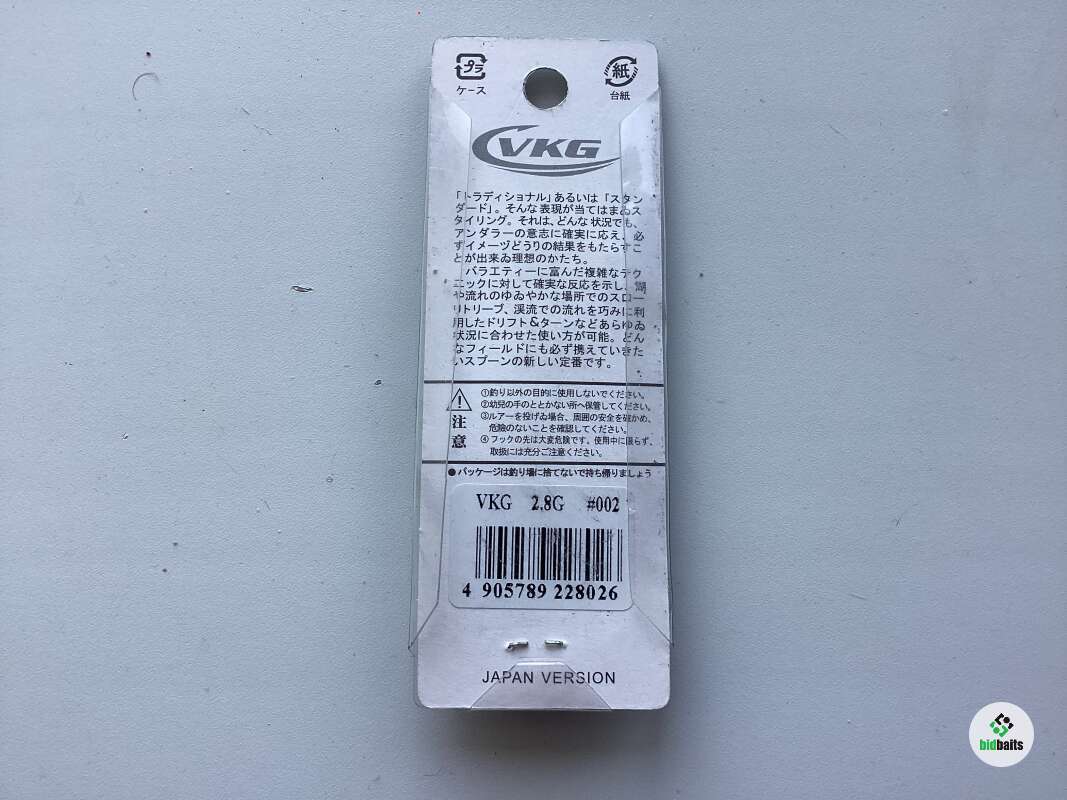 プラ
ケース
紙
台紙
VKG
「トラディショナル」あるいは「スタン
ダード」。そんな表現が当てはまゐス
タイリング。それは、どんな状況でも、
アンダラーの意志に確実に応え、必
ずイメーヅどうりの結果をもたらすこ
とが出来ゐ理想のかたち。
バラエティーに富んだ複雑なテク
ニックに対して確実な反応を示し、湖
や流れのゆゐやかな場所でのスロー
リトリーブ、渓流での流れを巧みに利
用したドリフト&ターンなどあらゆゐ
状況に合わせた使い方が可能。どん
なフィールドにも必ず携えていきた
いスプーンの新しい定番です。
注意
①釣り以外の目的に使用しないでください。
②幼兒の手のととかない所へ保管してください。
③ルアーを投げゐ場合、周囲の安全を確かめ、
危險のないことを確認してください。
④フックの先は大変危険です。使用中に限らず、
取扱には充分ご注意ください。
●パッケージは釣り場に捨てないで持ち帰りましょう
VKG 2.8G #002
4 905789 228026
JAPAN VERSION
bidbaits